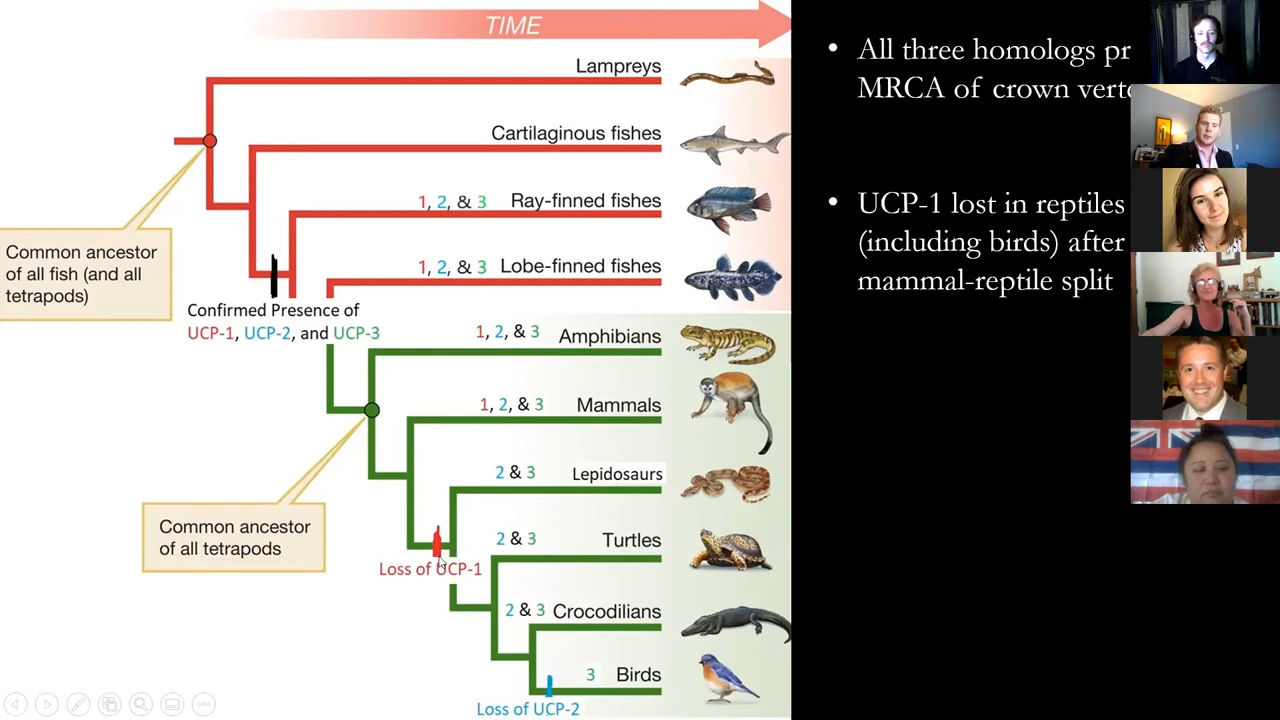 TIME
Lampreys
Cartilaginous fishes
1, 2, & 3 Ray-finned fishes
1, 2, & 3 Lobe-finned fishes
Common ancestor
of all fish (and all
tetrapods)
Confirmed Presence of
UCP-1, UCP-2, and UCP-3
1, 2, & 3 Amphibians
1, 2, & 3 Mammals
2 & 3 Lepidosaurs
Common ancestor
of all tetrapods
2 & 3 Turtles
Loss of UCP-1
2 & 3 Crocodilians
3 Birds
Loss of UCP-2
• All three homologs pr
MRCA of crown verte
• UCP-1 lost in reptiles
(including birds) after
mammal-reptile split